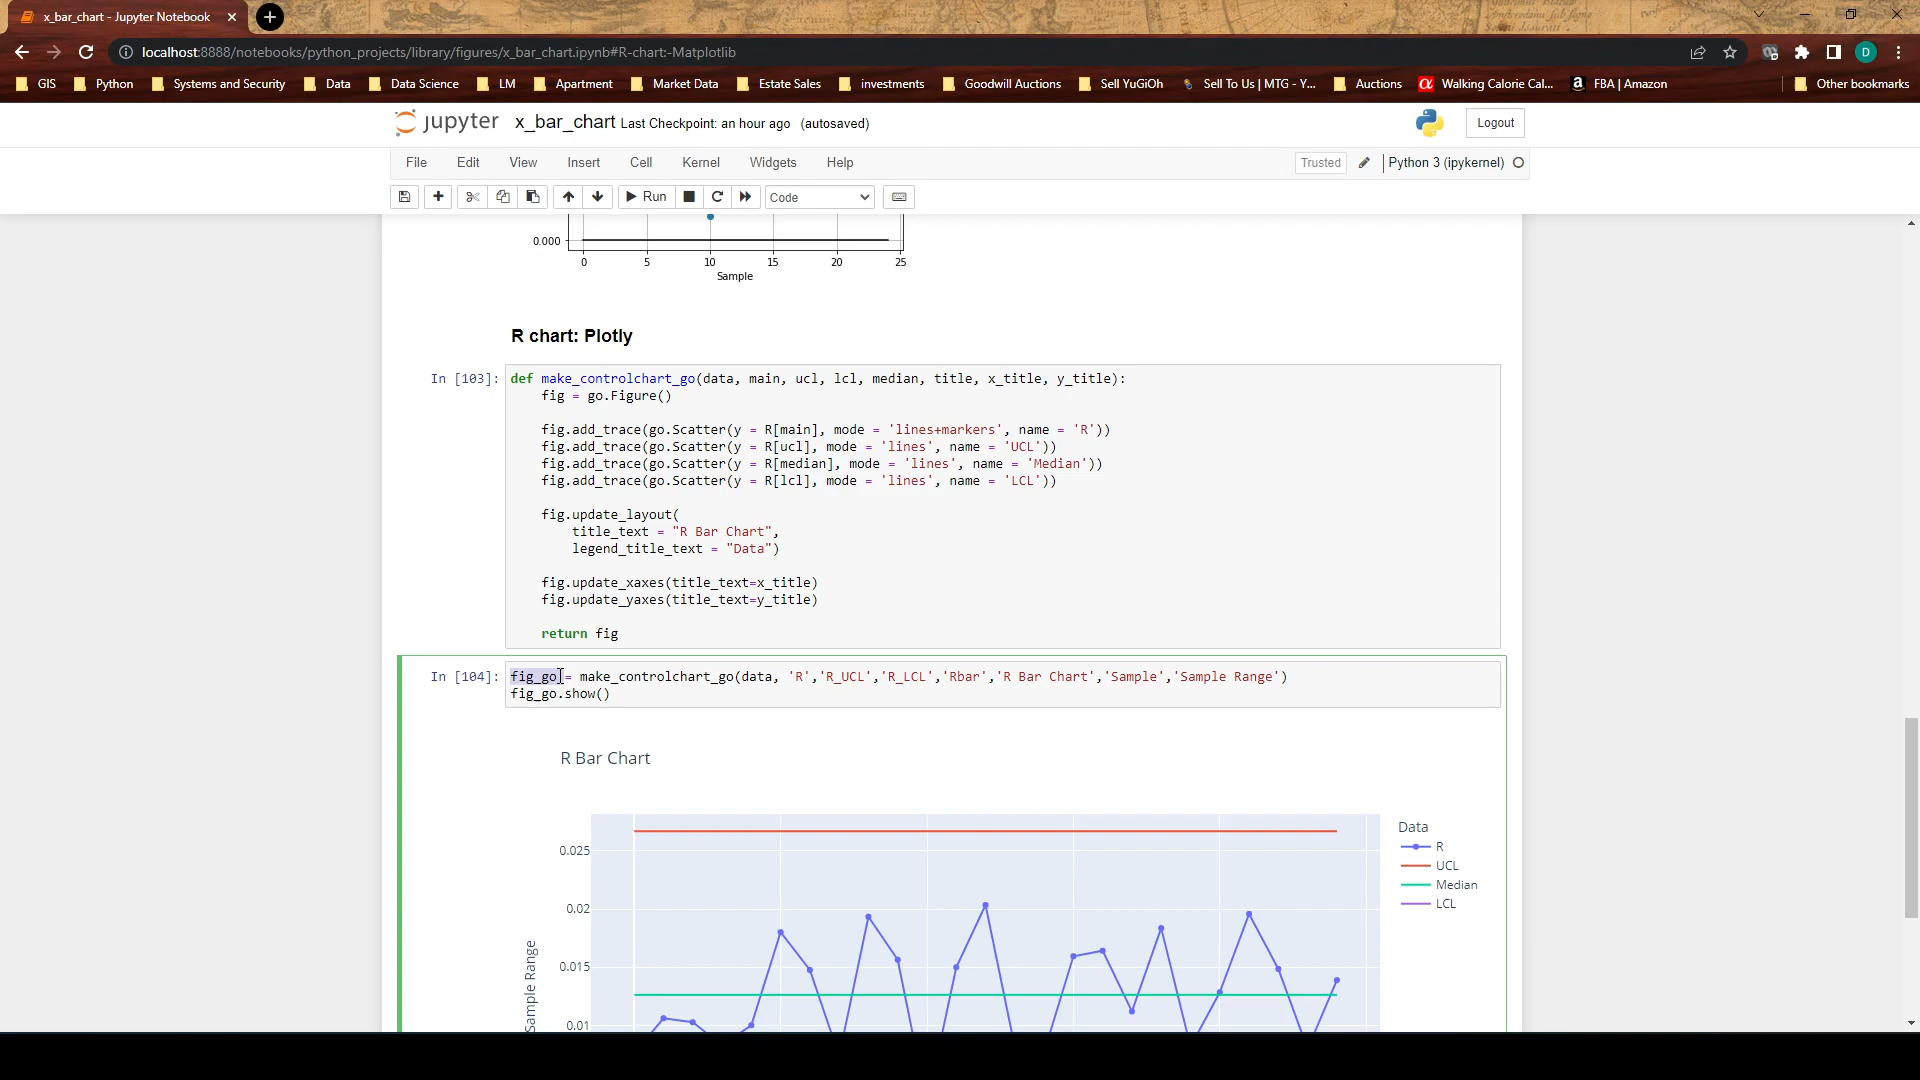 x_bar_chart - Jupyter Notebook
localhost:8888/notebooks/python_projects/library/figures/x_bar_chart.ipynb#R-chart:-Matplotlib
D
GIS Python Systems and Security Data Data Science LM Apartment Market Data Estate Sales investments Goodwill Auctions Sell YuGiOh Sell To Us | MTG - Y... Auctions Walking Calorie Cal... FBA | Amazon Other bookmarks
jupyter x_bar_chart Last Checkpoint: an hour ago (autosaved) Logout
File Edit View Insert Cell Kernel Widgets Help Trusted Python 3 (ipykernel)
Run Code
0.000
0 5 10 15 20 25
Sample
R chart: Plotly
In [103]: def make_controlchart_go(data, main, ucl, lcl, median, title, x_title, y_title):
fig = go.Figure()
fig.add_trace(go.Scatter(y = R[main], mode = 'lines+markers', name = 'R'))
fig.add_trace(go.Scatter(y = R[ucl], mode = 'lines', name = 'UCL'))
fig.add_trace(go.Scatter(y = R[median], mode = 'lines', name = 'Median'))
fig.add_trace(go.Scatter(y = R[lcl], mode = 'lines', name = 'LCL'))
fig.update_layout(
title_text = "R Bar Chart",
legend_title_text = "Data")
fig.update_xaxes(title_text=x_title)
fig.update_yaxes(title_text=y_title)
return fig
In [104]: fig_go = make_controlchart_go(data, 'R','R_UCL','R_LCL','Rbar','R Bar Chart','Sample','Sample Range')
fig_go.show()
R Bar Chart
Data
R
UCL
Median
LCL
0.025
0.02
0.015
0.01
Sample Range